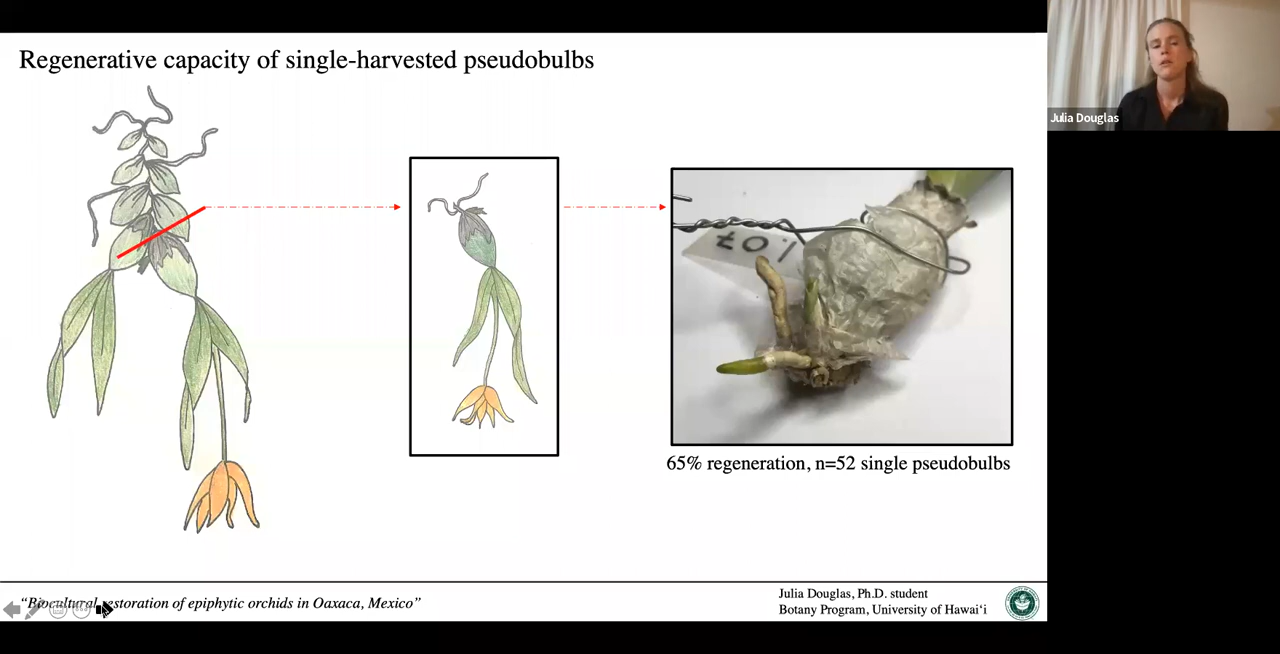 Regenerative capacity of single-harvested pseudobulbs
Julia Douglas
65% regeneration, n=52 single pseudobulbs
“Biocultural restoration of epiphytic orchids in Oaxaca, Mexico”
Julia Douglas, Ph.D. student
Botany Program, University of Hawai‘i